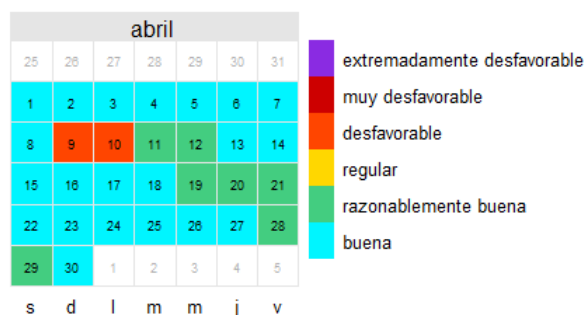 abril
25 26 27 28 29 30 31
1 2 3 4 5 6 7
8 9 10 11 12 13 14
15 16 17 18 19 20 21
22 23 24 25 26 27 28
29 30 1 2 3 4 5
s d l m m j v
extremadamente desfavorable
muy desfavorable
desfavorable
regular
razonablemente buena
buena